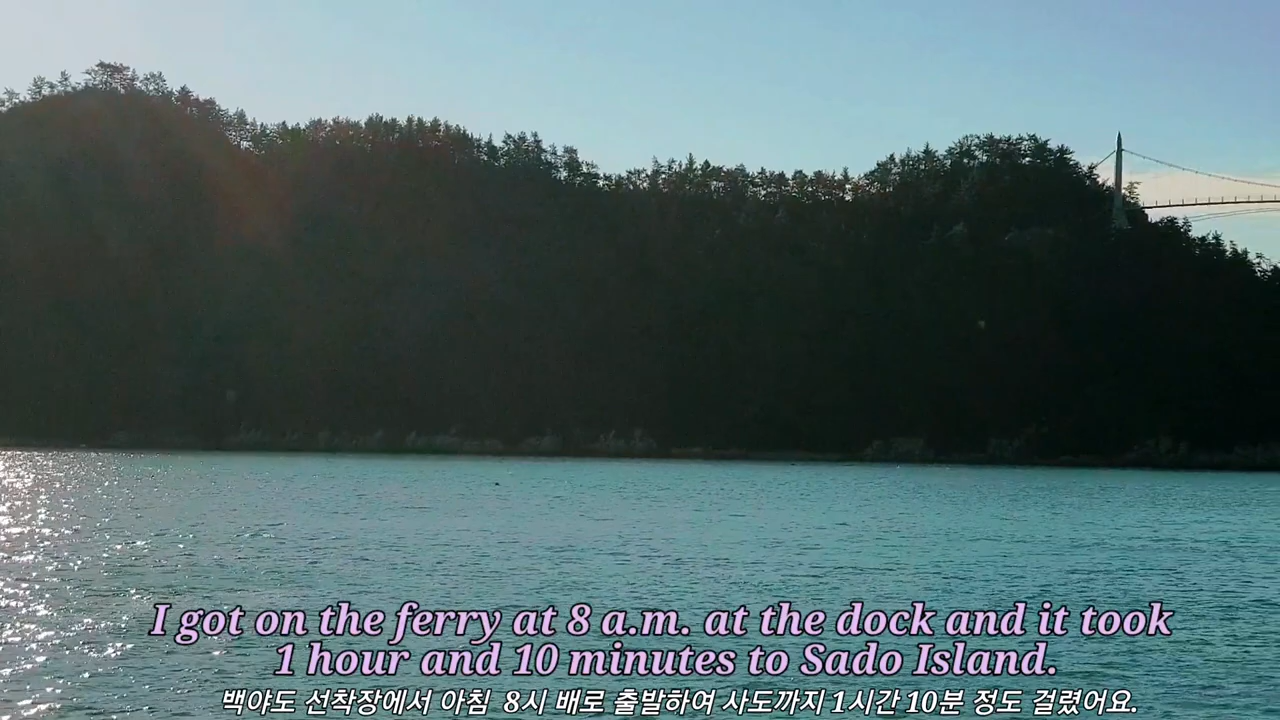 I got on the ferry at 8 a.m. at the dock and it took
1 hour and 10 minutes to Sado Island.
백야도 선착장에서 아침 8시 배로 출발하여 사도까지 1시간 10분 정도 걸렸어요.